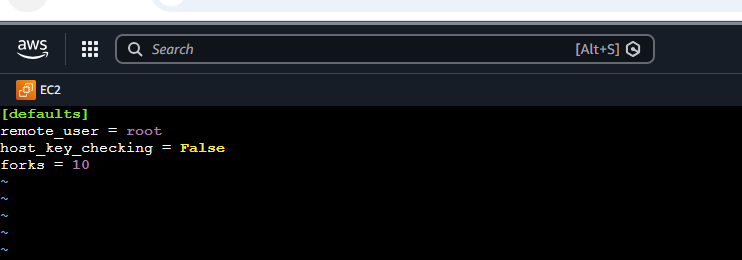 aws
Search [Alt+S]
EC2
[defaults]
remote_user = root
host_key_checking = False
forks = 10
~
~
~
~
~